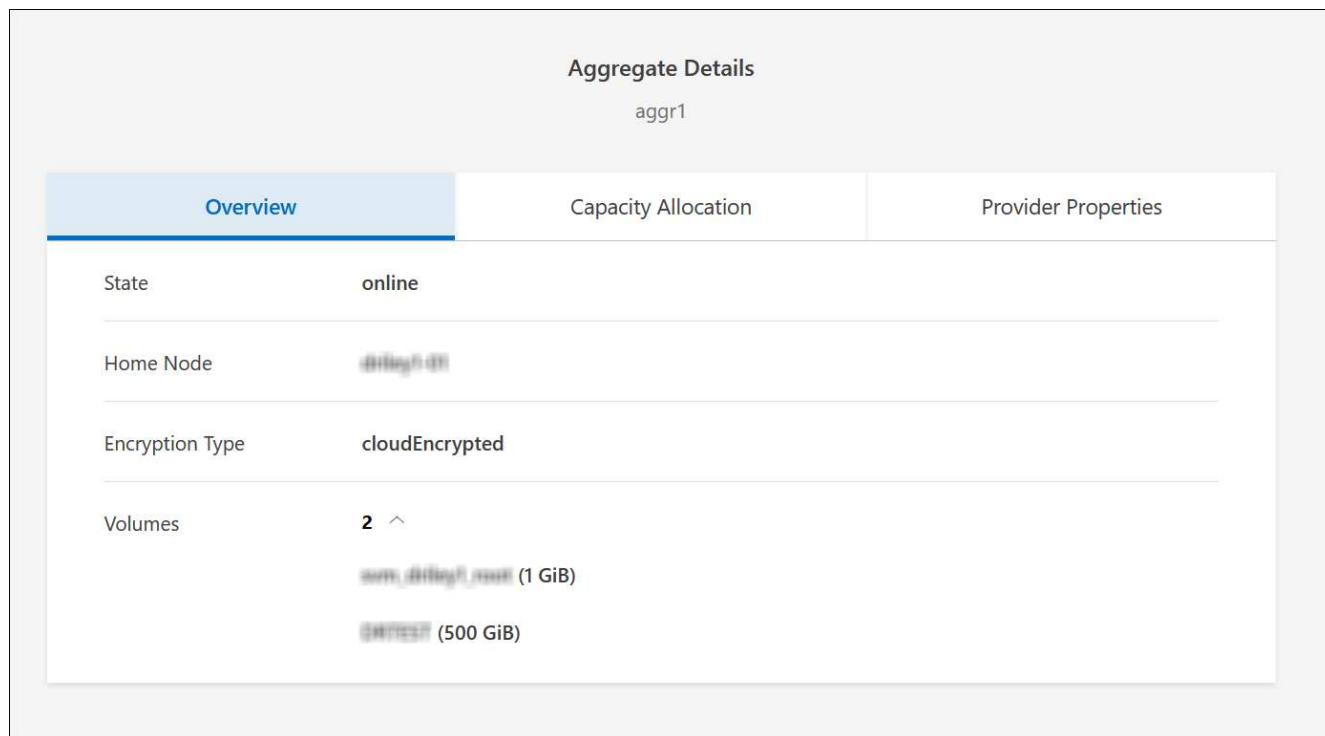 Aggregate Details
aggr1
Overview Capacity Allocation Provider Properties
State online
Home Node
Encryption Type cloudEncrypted
Volumes 2
(1 GiB)
(500 GiB)